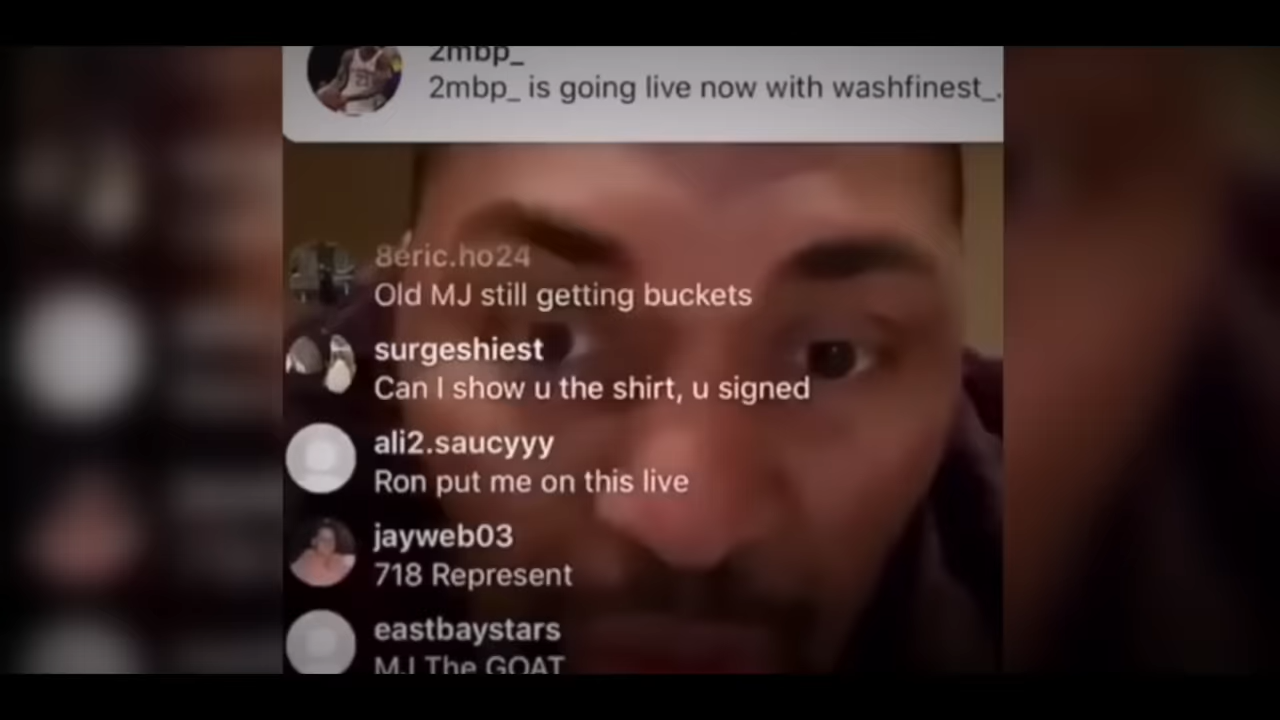 2mbp_
2mbp_ is going live now with washfinest_.
8eric.ho24
Old MJ still getting buckets
surgeshiest
Can I show u the shirt, u signed
ali2.saucyyy
Ron put me on this live
jayweb03
718 Represent
eastbaystars
MJ The GOAT